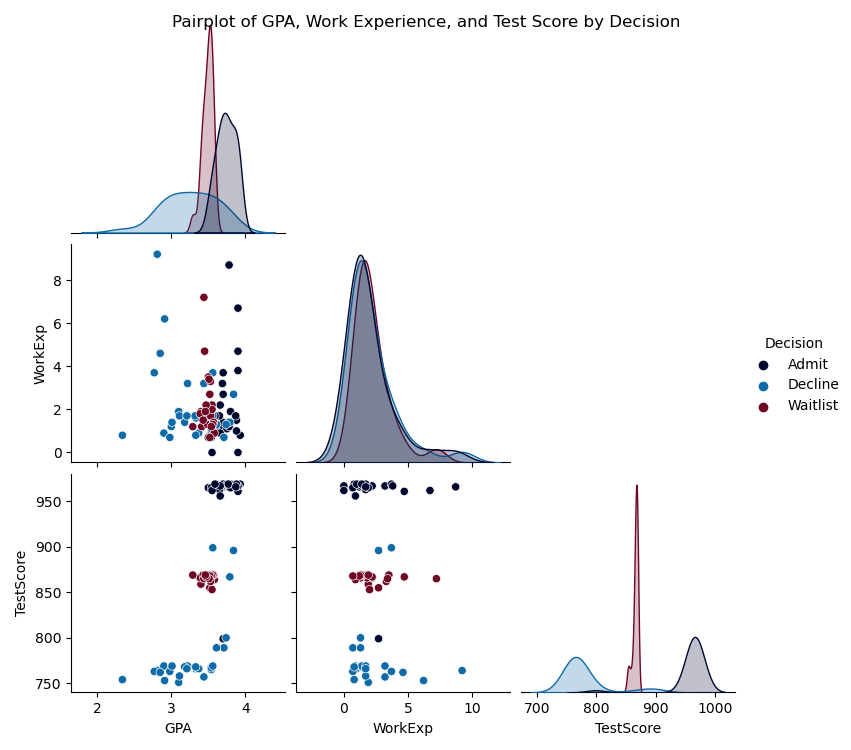 Pairplot of GPA, Work Experience, and Test Score by Decision
8
6
4
2
0
WorkExp
Decision
Admit
Decline
Waitlist
950
900
850
800
750
TestScore
2 4 0 5 10 700 800 900 1000
GPA WorkExp TestScore